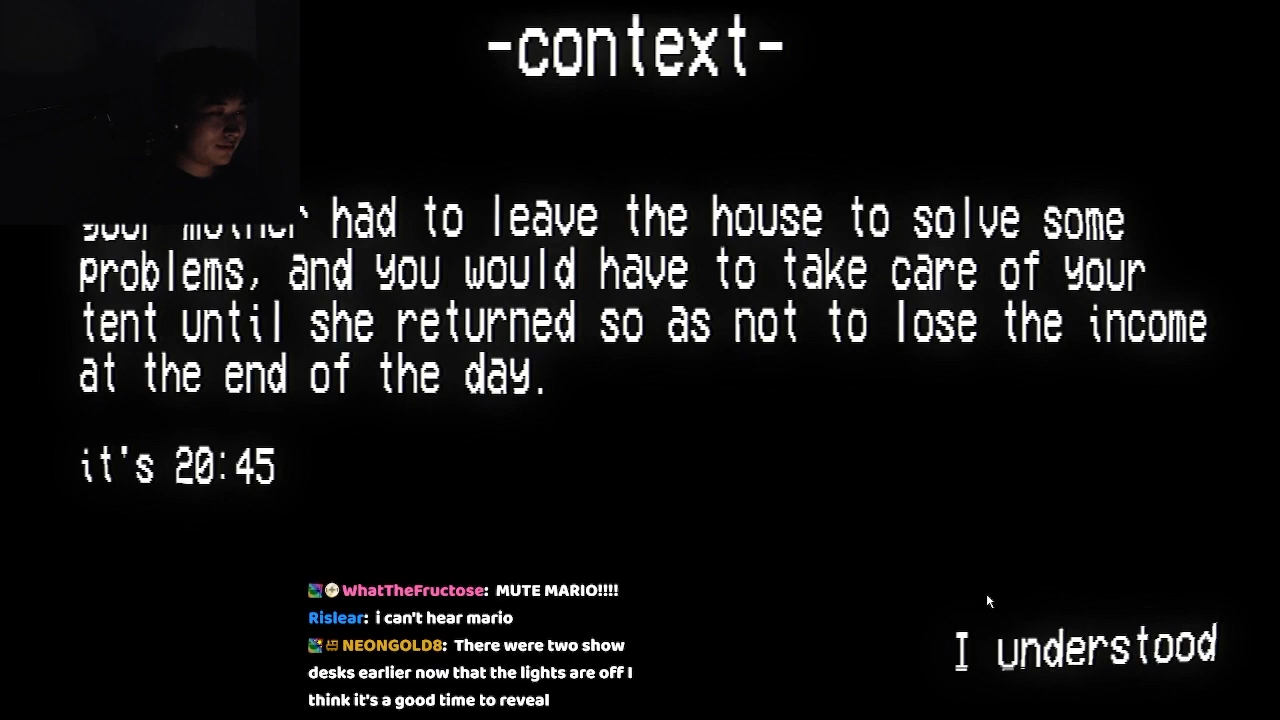 -context-
your mother had to leave the house to solve some
problems, and you would have to take care of your
tent until she returned so as not to lose the income
at the end of the day.
it's 20:45
WhatTheFructose: MUTE MARIO!!!!
Rislear: i can't hear mario
NEONGOLD8: There were two show
desks earlier now that the lights are off I
think it's a good time to reveal
I understood